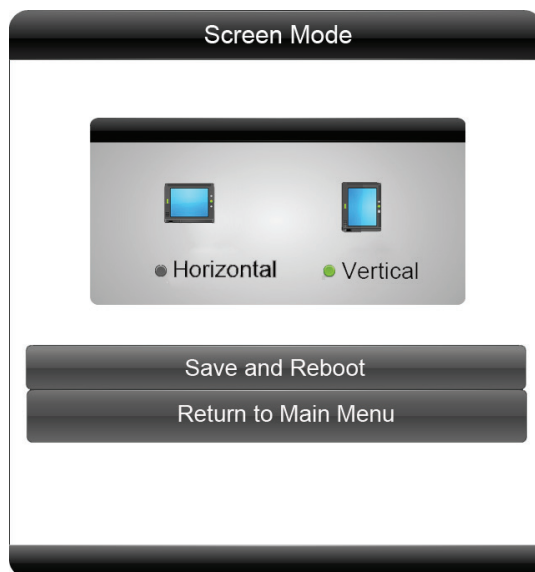 Screen Mode
Horizontal Vertical
Save and Reboot
Return to Main Menu